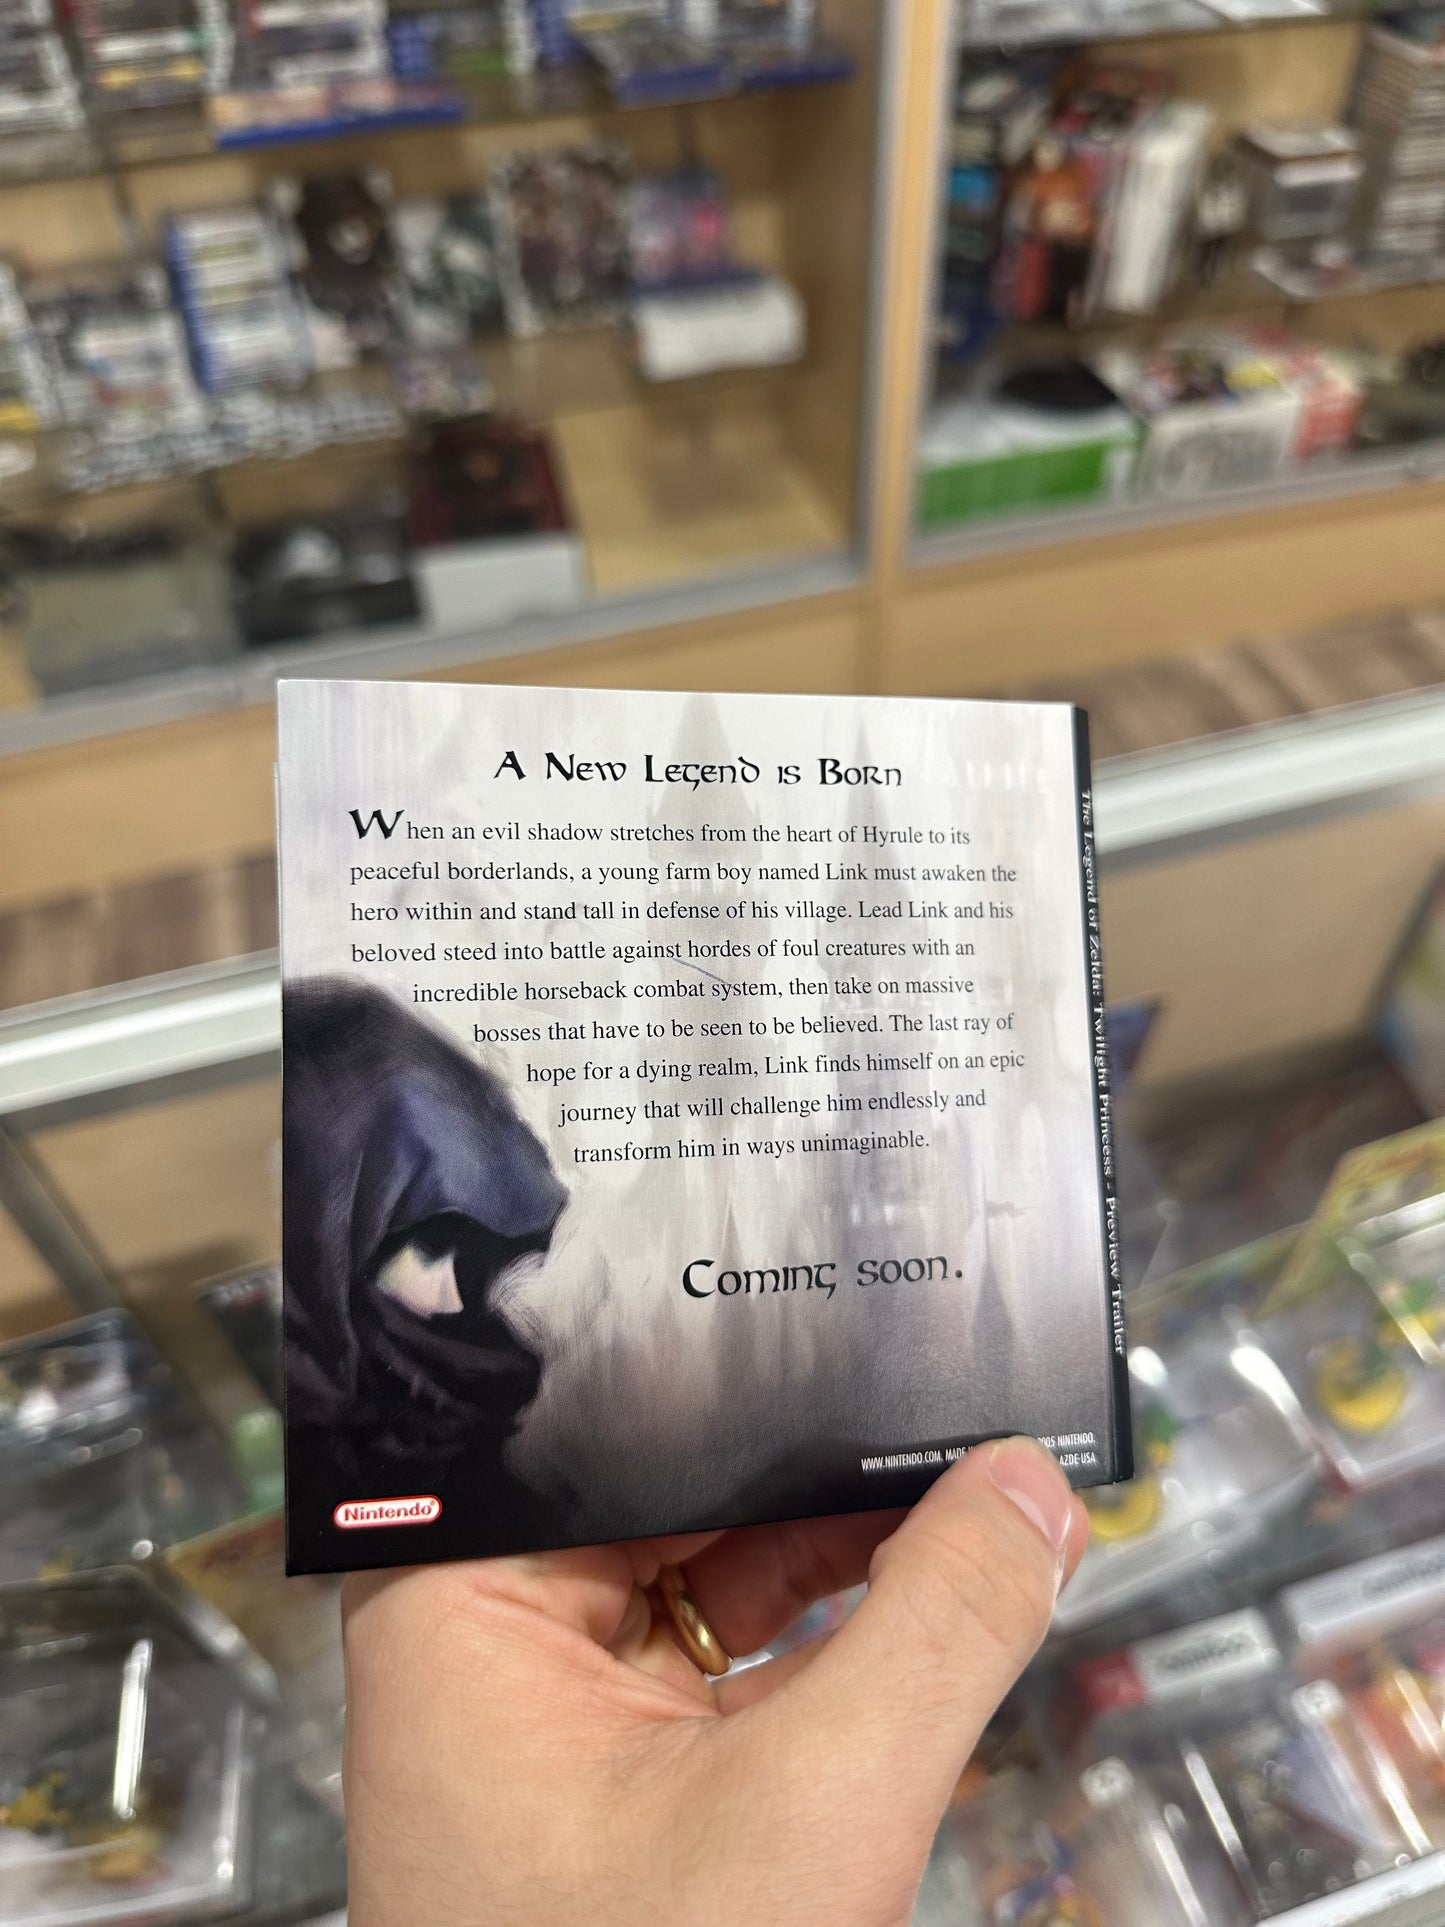 A New Legend is Born
When an evil shadow stretches from the heart of Hyrule to its
peaceful borderlands, a young farm boy named Link must awaken the
hero within and stand tall in defense of his village. Lead Link and his
beloved steed into battle against hordes of foul creatures with an
incredible horseback combat system, then take on massive
bosses that have to be seen to be believed. The last ray of
hope for a dying realm, Link finds himself on an epic
journey that will challenge him endlessly and
transform him in ways unimaginable.
Coming soon.
WWW.NINTENDO.COM. MADE 2005 NINTENDO.
AZDE-USA
Nintendo®
The Legend of Zelda: Twilight Princess - Preview Trailer